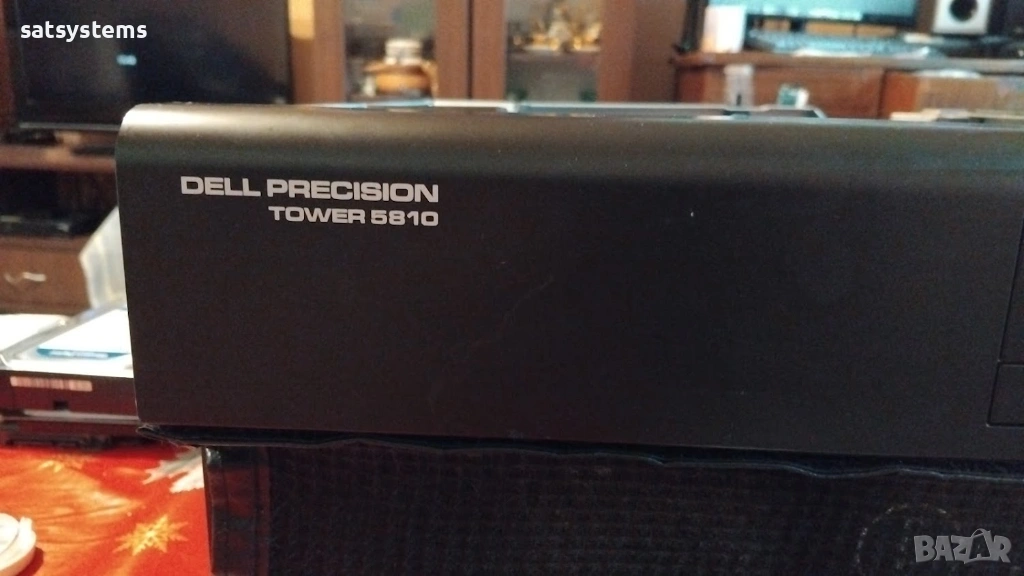 satsystems
DELL PRECISION
TOWER 5810
BAZAR